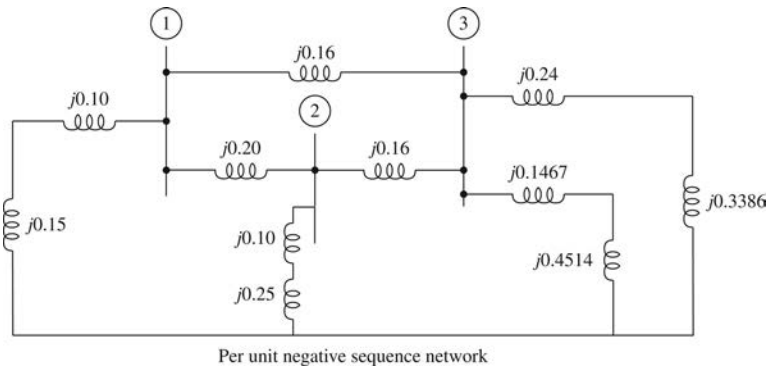 1
3
j0.16
j0.24
j0.10
2
j0.20
j0.16
j0.1467
j0.3386
j0.15
j0.10
j0.4514
j0.25
Per unit negative sequence network